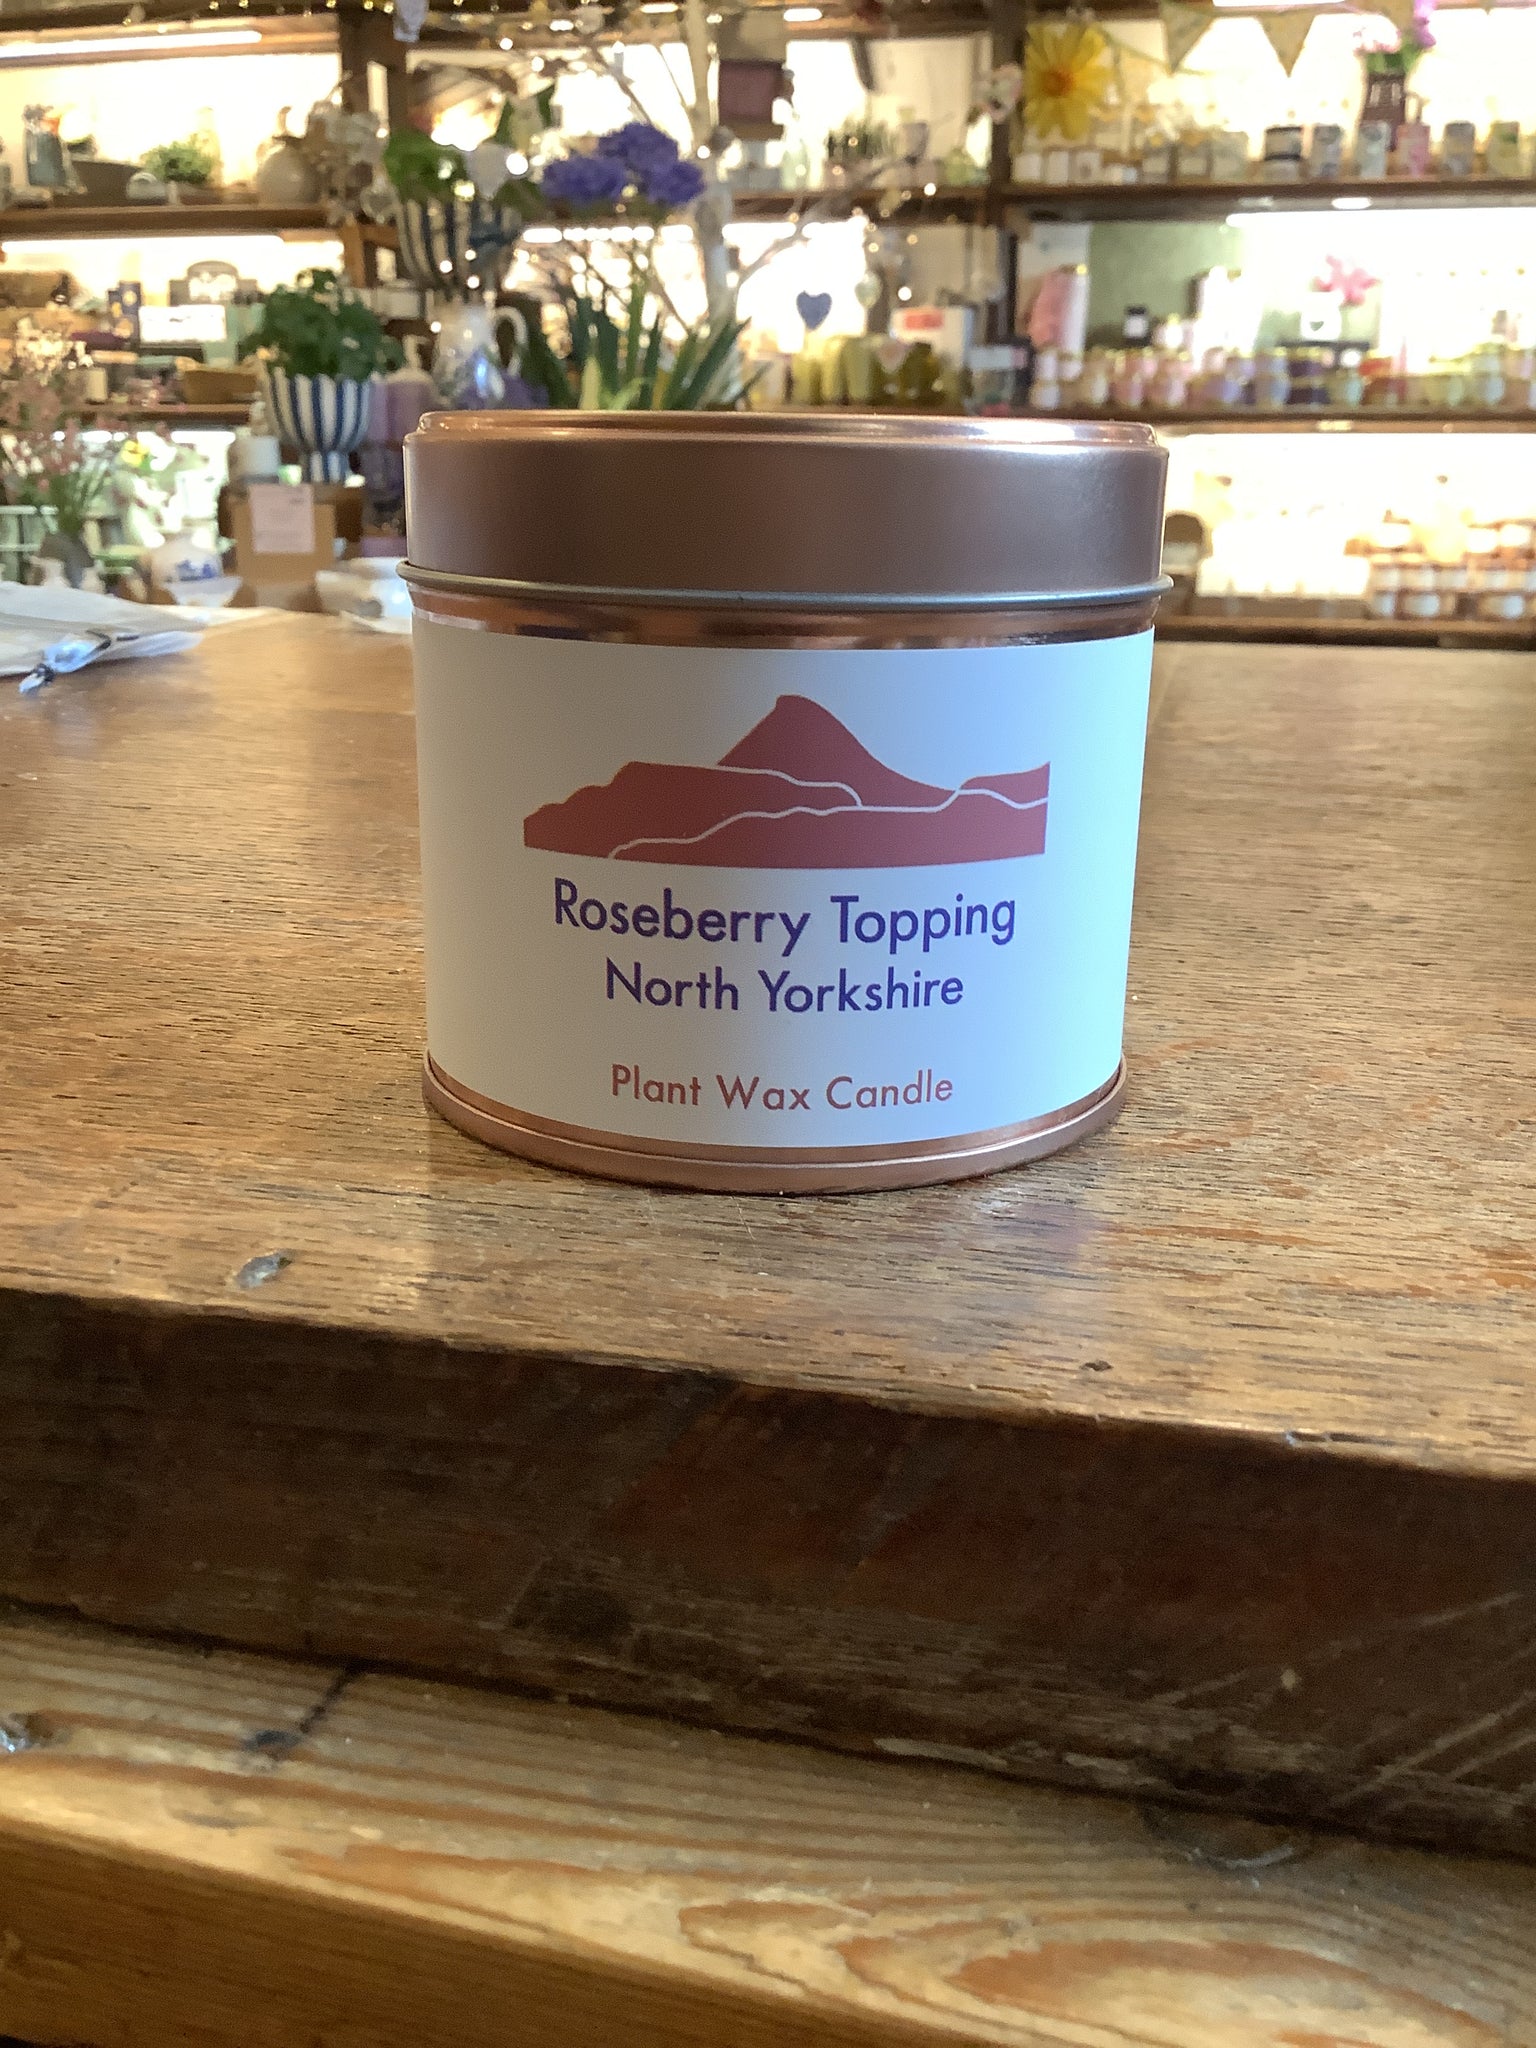 Roseberry Topping
North Yorkshire
Plant Wax Candle